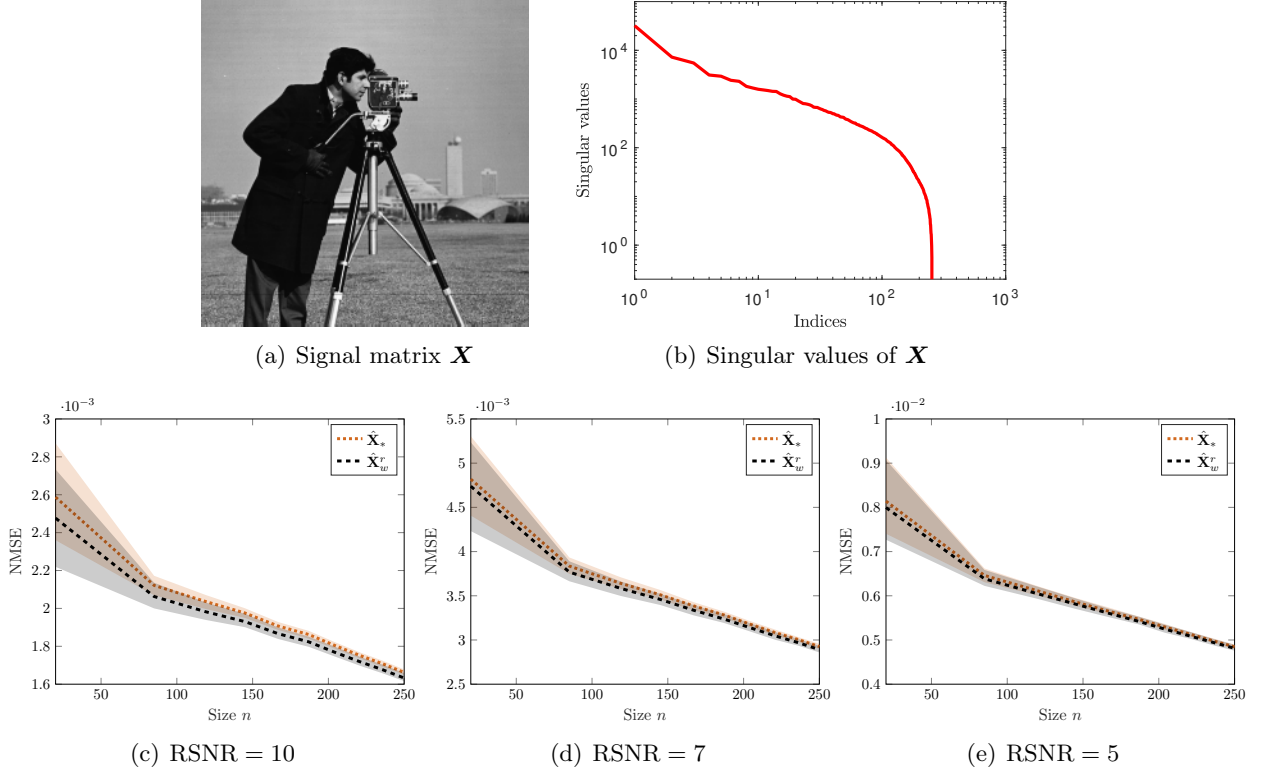 10^4
10^2
10^0
Singular values
10^0 10^1 10^2 10^3
Indices
(a) Signal matrix X
(b) Singular values of X
·10^-3
3
2.8
2.6
2.4
2.2
2
1.8
1.6
NMSE
50 100 150 200 250
Size n
X̂_*
X̂_w^r
(c) RSNR = 10
·10^-3
5.5
5
4.5
4
3.5
3
2.5
NMSE
50 100 150 200 250
Size n
X̂_*
X̂_w^r
(d) RSNR = 7
·10^-2
1
0.9
0.8
0.7
0.6
0.5
0.4
NMSE
50 100 150 200 250
Size n
X̂_*
X̂_w^r
(e) RSNR = 5